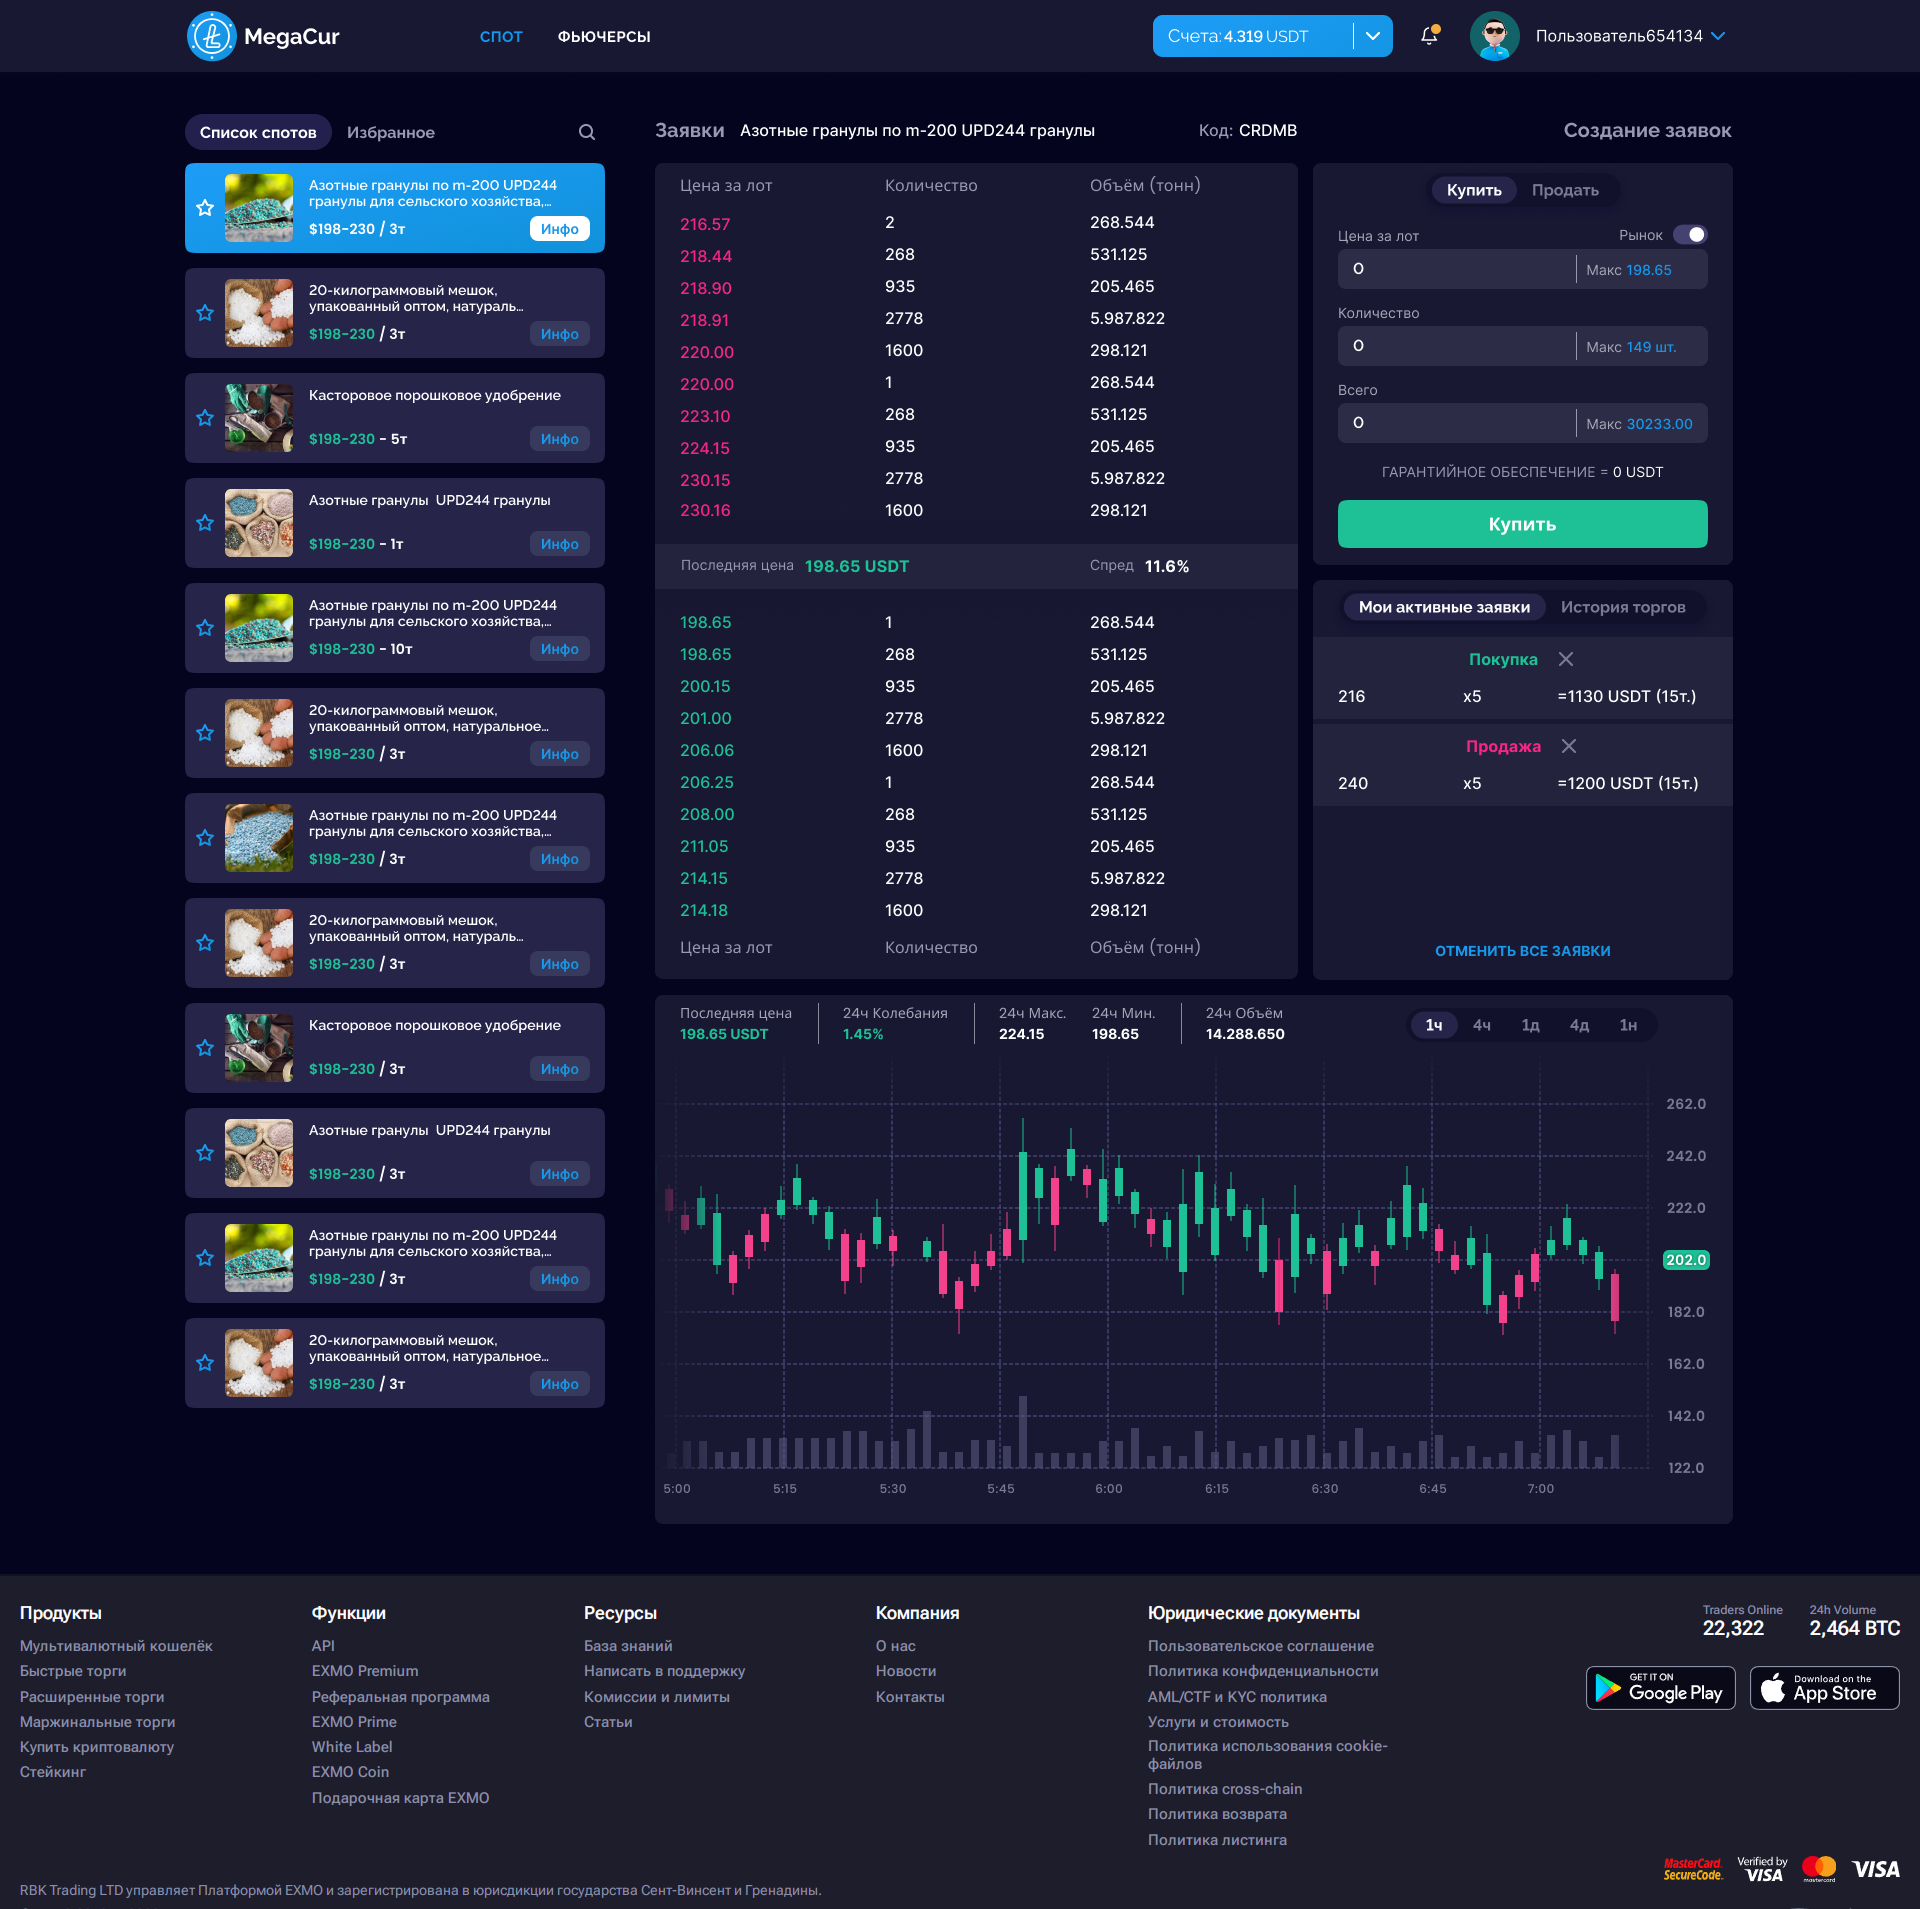 MegaCur
СПОТ
ФЬЮЧЕРСЫ
Счета: 4.319 USDT
Пользователь654134
Список спотов
Избранное
Азотные гранулы по m-200 UPD244
гранулы для сельского хозяйства,...
$198-230 / 3т
Инфо
20-килограммовый мешок,
упакованный оптом, натураль...
$198-230 / 3т
Инфо
Касторовое порошковое удобрение
$198-230 - 5т
Инфо
Азотные гранулы UPD244 гранулы
$198-230 - 1т
Инфо
Азотные гранулы по m-200 UPD244
гранулы для сельского хозяйства,...
$198-230 - 10т
Инфо
20-килограммовый мешок,
упакованный оптом, натуральное...
$198-230 / 3т
Инфо
Азотные гранулы по m-200 UPD244
гранулы для сельского хозяйства,...
$198-230 / 3т
Инфо
20-килограммовый мешок,
упакованный оптом, натураль...
$198-230 / 3т
Инфо
Касторовое порошковое удобрение
$198-230 / 3т
Инфо
Азотные гранулы UPD244 гранулы
$198-230 / 3т
Инфо
Азотные гранулы по m-200 UPD244
гранулы для сельского хозяйства,...
$198-230 / 3т
Инфо
20-килограммовый мешок,
упакованный оптом, натуральное...
$198-230 / 3т
Инфо
Заявки Азотные гранулы по m-200 UPD244 гранулы Код: CRDMB
Цена за лот Количество Объём (тонн)
216.57 2 268.544
218.44 268 531.125
218.90 935 205.465
218.91 2778 5.987.822
220.00 1600 298.121
220.00 1 268.544
223.10 268 531.125
224.15 935 205.465
230.15 2778 5.987.822
230.16 1600 298.121
Последняя цена 198.65 USDT Спред 11.6%
198.65 1 268.544
198.65 268 531.125
200.15 935 205.465
201.00 2778 5.987.822
206.06 1600 298.121
206.25 1 268.544
208.00 268 531.125
211.05 935 205.465
214.15 2778 5.987.822
214.18 1600 298.121
Цена за лот Количество Объём (тонн)
Создание заявок
Купить Продать
Цена за лот Рынок
0 Макс 198.65
Количество
0 Макс 149 шт.
Всего
0 Макс 30233.00
ГАРАНТИЙНОЕ ОБЕСПЕЧЕНИЕ = 0 USDT
Купить
Мои активные заявки История торгов
Покупка
216 x5 =1130 USDT (15т.)
Продажа
240 x5 =1200 USDT (15т.)
ОТМЕНИТЬ ВСЕ ЗАЯВКИ
Последняя цена 24ч Колебания 24ч Макс. 24ч Мин. 24ч Объём
198.65 USDT 1.45% 224.15 198.65 14.288.650
1ч 4ч 1д 4д 1н
262.0
242.0
222.0
202.0
182.0
162.0
142.0
122.0
5:00 5:15 5:30 5:45 6:00 6:15 6:30 6:45 7:00
Продукты
Мультивалютный кошелёк
Быстрые торги
Расширенные торги
Маржинальные торги
Купить криптовалюту
Стейкинг
Функции
API
EXMO Premium
Реферальная программа
EXMO Prime
White Label
EXMO Coin
Подарочная карта EXMO
Ресурсы
База знаний
Написать в поддержку
Комиссии и лимиты
Статьи
Компания
О нас
Новости
Контакты
Юридические документы
Пользовательское соглашение
Политика конфиденциальности
AML/CTF и KYC политика
Услуги и стоимость
Политика использования cookie-
файлов
Политика cross-chain
Политика возврата
Политика листинга
Traders Online 24h Volume
22,322 2,464 BTC
GET IT ON
Google Play
Download on the
App Store
MasterCard.
SecureCode.
Verified by
VISA
mastercard
VISA
RBK Trading LTD управляет Платформой EXMO и зарегистрирована в юрисдикции государства Сент-Винсент и Гренадины.